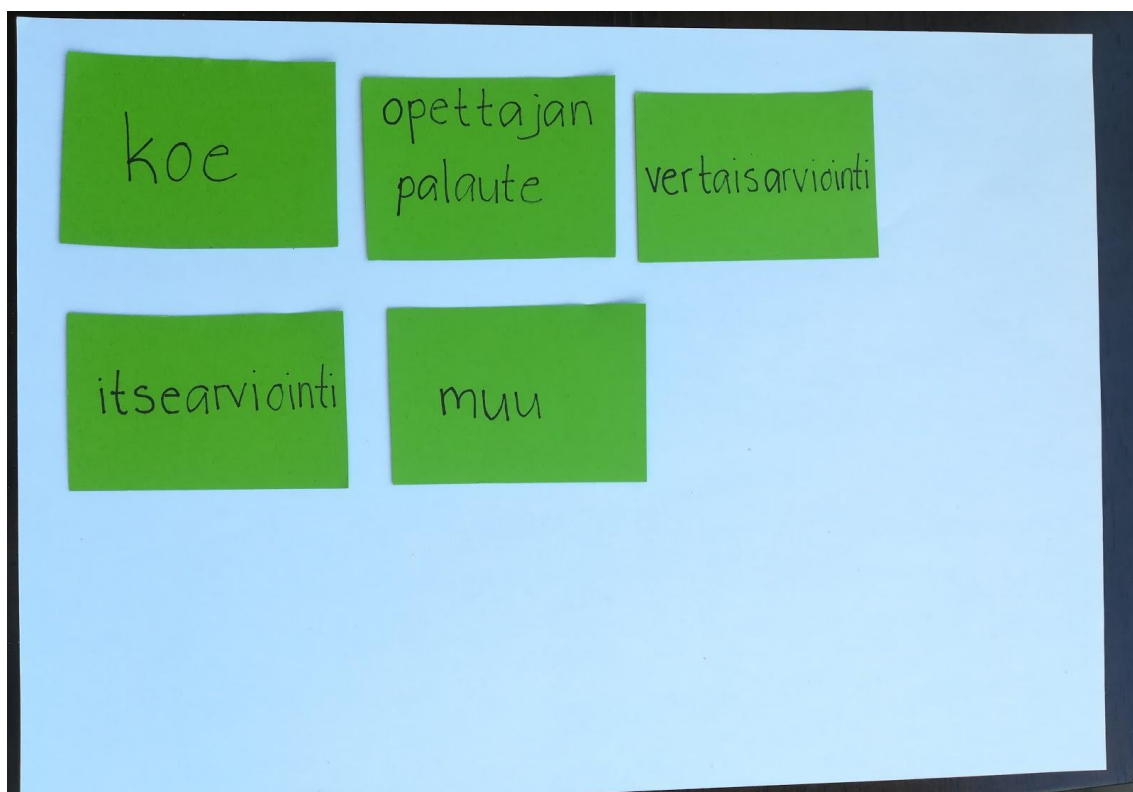 koe
opettajan
palaute
vertaisarviointi
itsearviointi
muu